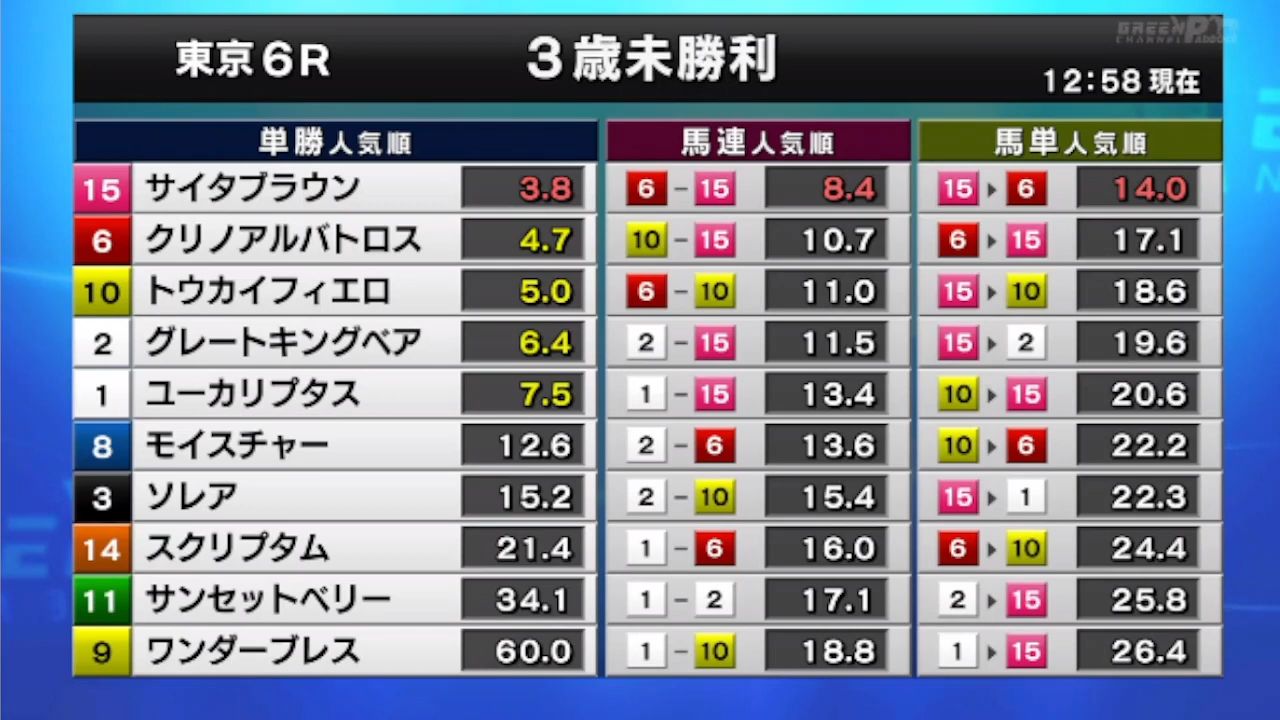 GREEN CHANNEL PADDOCK
東京6R 3歳未勝利 12:58現在
単勝人気順 馬連人気順 馬単人気順
15 サイタブラウン 3.8 6-15 8.4 15▸6 14.0
6 クリノアルバトロス 4.7 10-15 10.7 6▸15 17.1
10 トウカイフィエロ 5.0 6-10 11.0 15▸10 18.6
2 グレートキングベア 6.4 2-15 11.5 15▸2 19.6
1 ユーカリプタス 7.5 1-15 13.4 10▸15 20.6
8 モイスチャー 12.6 2-6 13.6 10▸6 22.2
3 ソレア 15.2 2-10 15.4 15▸1 22.3
14 スクリプタム 21.4 1-6 16.0 6▸10 24.4
11 サンセットベリー 34.1 1-2 17.1 2▸15 25.8
9 ワンダーブレス 60.0 1-10 18.8 1▸15 26.4